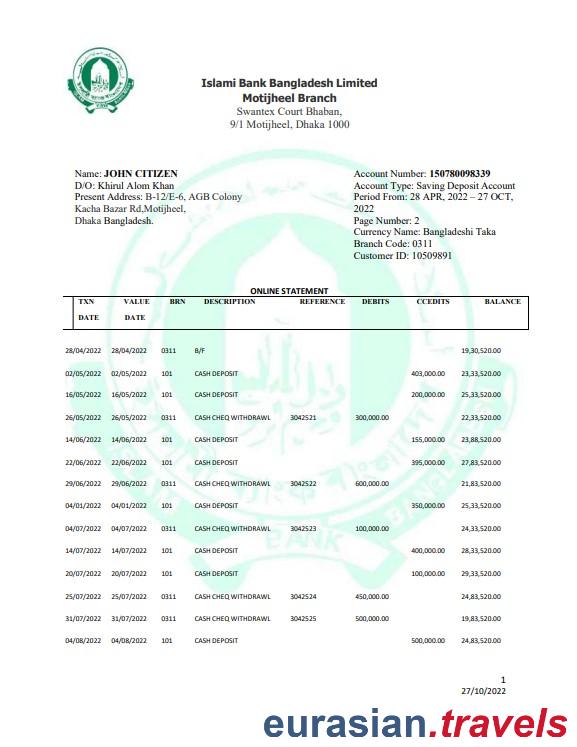 Islami Bank Bangladesh Limited
Motijheel Branch
Swantex Court Bhaban,
9/1 Motijheel, Dhaka 1000
Name: JOHN CITIZEN
D/O: Khirul Alom Khan
Present Address: B-12/E-6, AGB Colony
Kacha Bazar Rd,Motijheel,
Dhaka Bangladesh.
Account Number: 150780098339
Account Type: Saving Deposit Account
Period From: 28 APR, 2022 – 27 OCT,
2022
Page Number: 2
Currency Name: Bangladeshi Taka
Branch Code: 0311
Customer ID: 10509891
ONLINE STATEMENT
TXN DATE VALUE DATE BRN DESCRIPTION REFERENCE DEBITS CCEDITS BALANCE
28/04/2022 28/04/2022 0311 B/F 19,30,520.00
02/05/2022 02/05/2022 101 CASH DEPOSIT 403,000.00 23,33,520.00
16/05/2022 16/05/2022 101 CASH DEPOSIT 200,000.00 25,33,520.00
26/05/2022 26/05/2022 0311 CASH CHEQ WITHDRAWL 3042521 300,000.00 22,33,520.00
14/06/2022 14/06/2022 101 CASH DEPOSIT 155,000.00 23,88,520.00
22/06/2022 22/06/2022 101 CASH DEPOSIT 395,000.00 27,83,520.00
29/06/2022 29/06/2022 0311 CASH CHEQ WITHDRAWL 3042522 600,000.00 21,83,520.00
04/01/2022 04/01/2022 101 CASH DEPOSIT 350,000.00 25,33,520.00
04/07/2022 04/07/2022 0311 CASH CHEQ WITHDRAWL 3042523 100,000.00 24,33,520.00
14/07/2022 14/07/2022 101 CASH DEPOSIT 400,000.00 28,33,520.00
20/07/2022 20/07/2022 101 CASH DEPOSIT 100,000.00 29,33,520.00
25/07/2022 25/07/2022 0311 CASH CHEQ WITHDRAWL 3042524 450,000.00 24,83,520.00
31/07/2022 31/07/2022 0311 CASH CHEQ WITHDRAWL 3042525 500,000.00 19,83,520.00
04/08/2022 04/08/2022 101 CASH DEPOSIT 500,000.00 24,83,520.00
1
27/10/2022
eurasian.travels